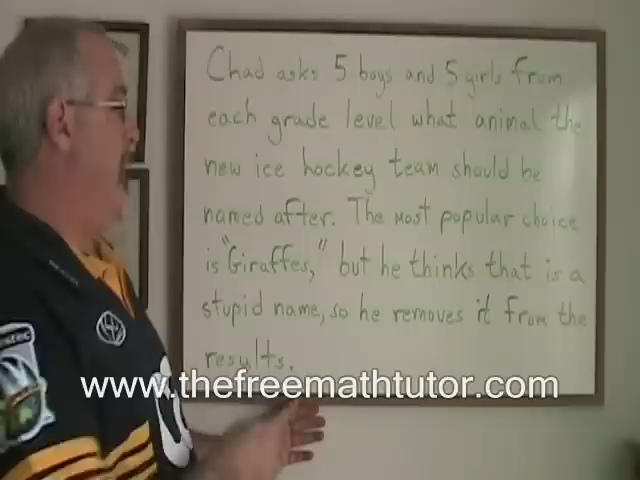 Chad asks 5 boys and 5 girls from
each grade level what animal the
new ice hockey team should be
named after. The most popular choice
is "Giraffes," but he thinks that is a
stupid name, so he removes it from the
results.
www.thefreemathtutor.com